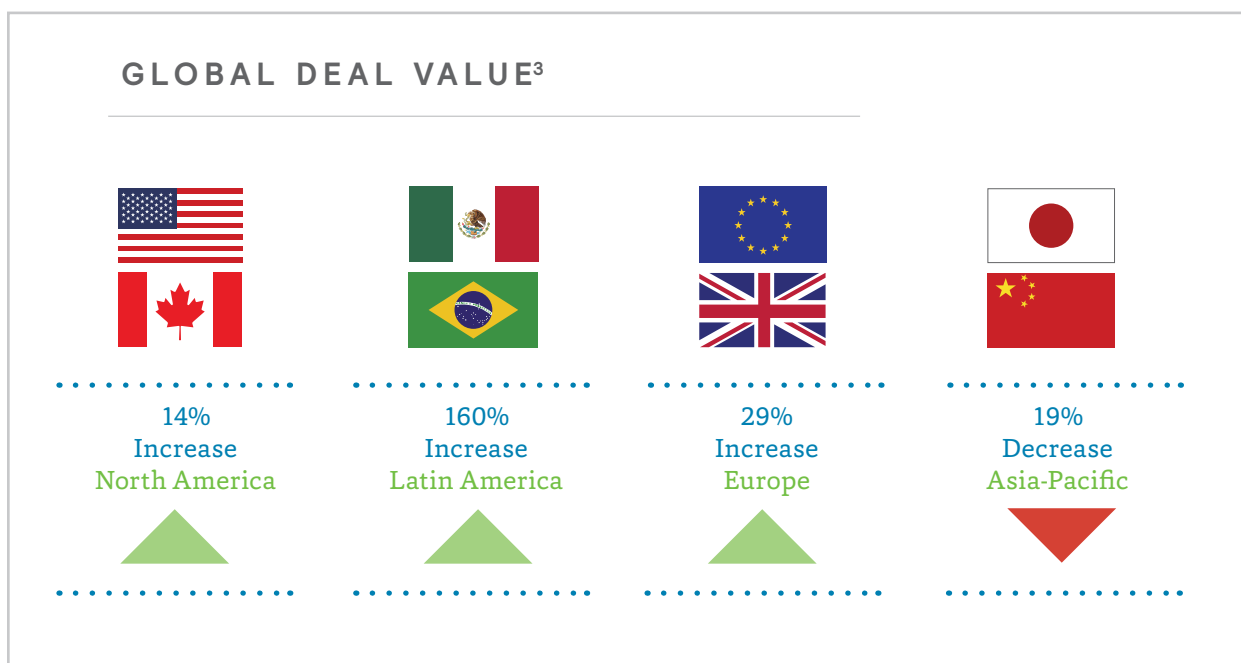 GLOBAL DEAL VALUE³
14%
Increase
North America
160%
Increase
Latin America
29%
Increase
Europe
19%
Decrease
Asia-Pacific